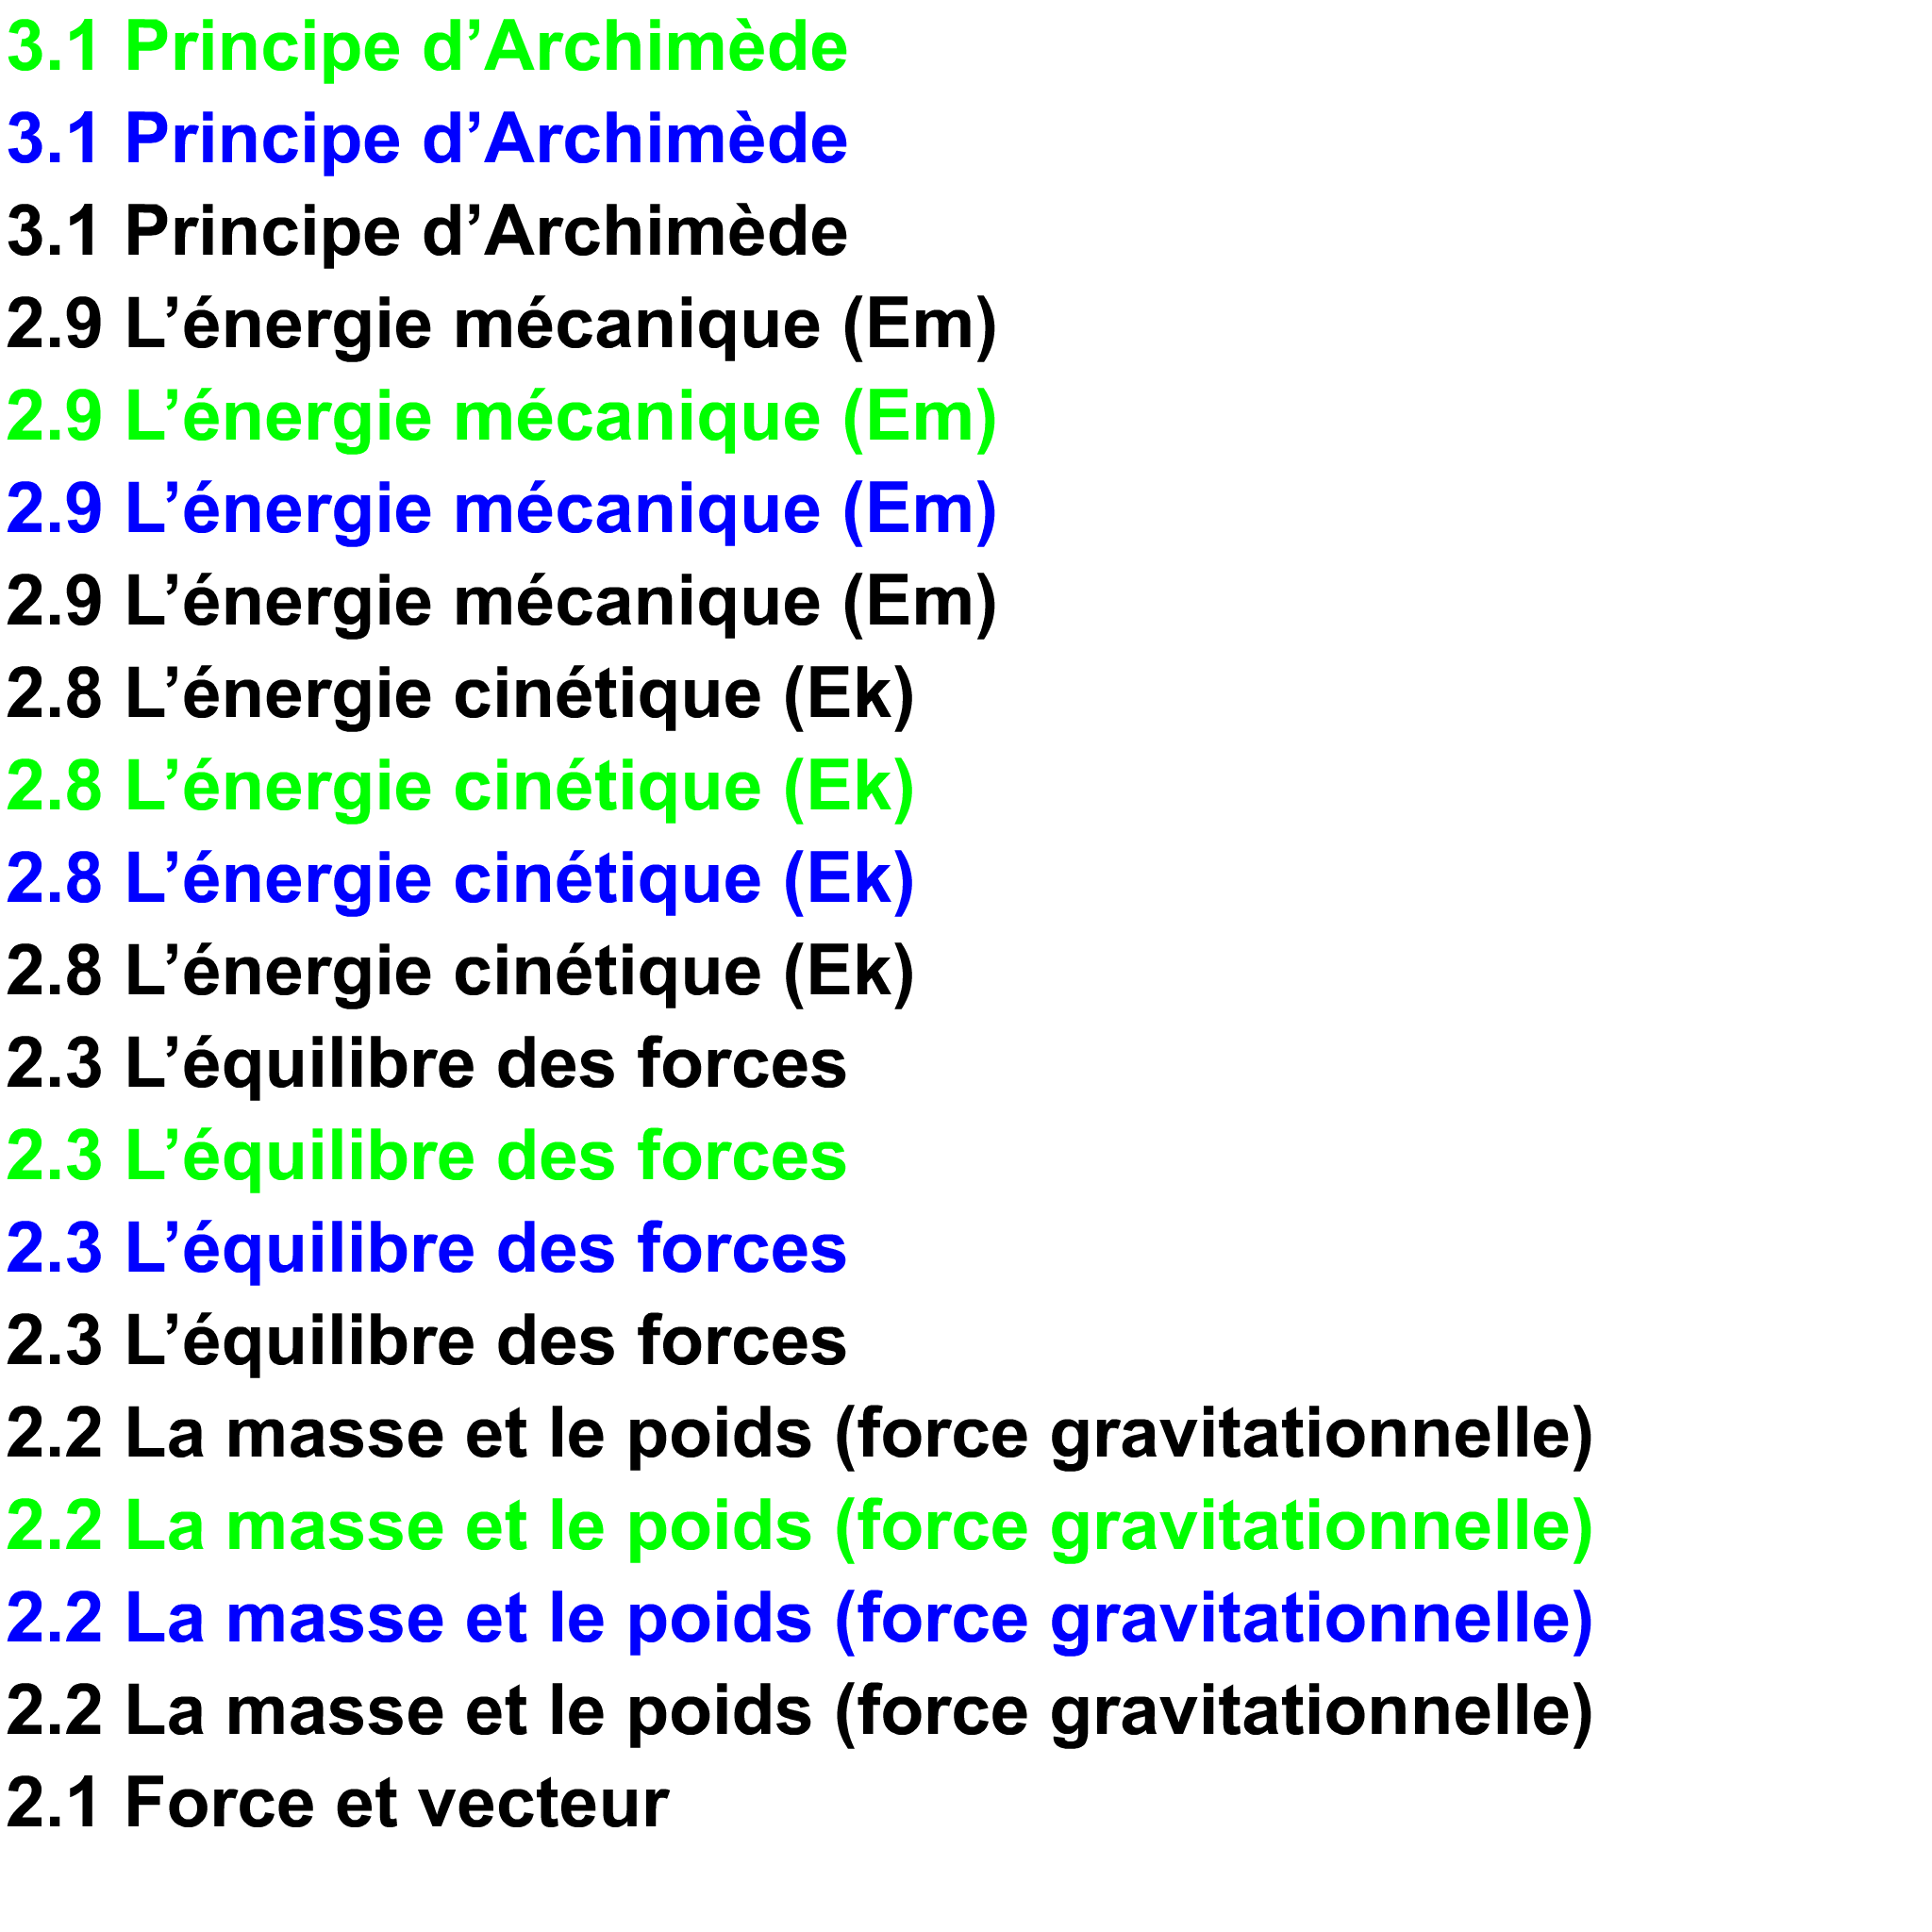 3.1 Principe d’Archimède
3.1 Principe d’Archimède
3.1 Principe d’Archimède
2.9 L’énergie mécanique (Em)
2.9 L’énergie mécanique (Em)
2.9 L’énergie mécanique (Em)
2.9 L’énergie mécanique (Em)
2.8 L’énergie cinétique (Ek)
2.8 L’énergie cinétique (Ek)
2.8 L’énergie cinétique (Ek)
2.8 L’énergie cinétique (Ek)
2.3 L’équilibre des forces
2.3 L’équilibre des forces
2.3 L’équilibre des forces
2.3 L’équilibre des forces
2.2 La masse et le poids (force gravitationnelle)
2.2 La masse et le poids (force gravitationnelle)
2.2 La masse et le poids (force gravitationnelle)
2.2 La masse et le poids (force gravitationnelle)
2.1 Force et vecteur